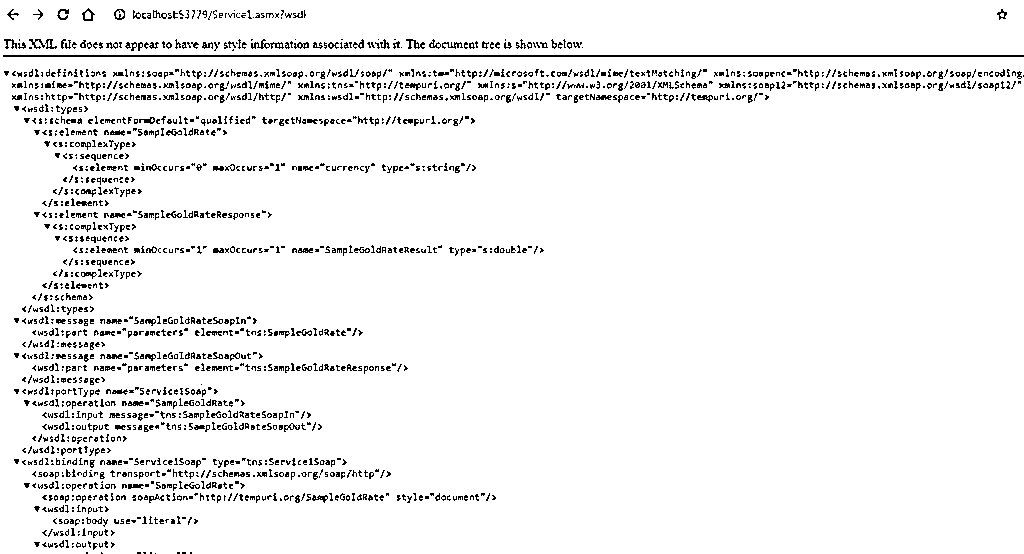 localhost:53779/Service1.asmx?wsdl
This XML file does not appear to have any style information associated with it. The document tree is shown below.
▼<wsdl:definitions xmlns:soap="http://schemas.xmlsoap.org/wsdl/soap/" xmlns:tm="http://microsoft.com/wsdl/mime/textMatching/" xmlns:soapenc="http://schemas.xmlsoap.org/soap/encoding
xmlns:mime="http://schemas.xmlsoap.org/wsdl/mime/" xmlns:tns="http://tempuri.org/" xmlns:s="http://www.w3.org/2001/XMLSchema" xmlns:soap12="http://schemas.xmlsoap.org/wsdl/soap12/"
xmlns:http="http://schemas.xmlsoap.org/wsdl/http/" xmlns:wsdl="http://schemas.xmlsoap.org/wsdl/" targetNamespace="http://tempuri.org/">
▼<wsdl:types>
▼<s:schema elementFormDefault="qualified" targetNamespace="http://tempuri.org/">
▼<s:element name="SampleGoldRate">
▼<s:complexType>
▼<s:sequence>
<s:element minOccurs="0" maxOccurs="1" name="currency" type="s:string"/>
</s:sequence>
</s:complexType>
</s:element>
▼<s:element name="SampleGoldRateResponse">
▼<s:complexType>
▼<s:sequence>
<s:element minOccurs="1" maxOccurs="1" name="SampleGoldRateResult" type="s:double"/>
</s:sequence>
</s:complexType>
</s:element>
</s:schema>
</wsdl:types>
▼<wsdl:message name="SampleGoldRateSoapIn">
<wsdl:part name="parameters" element="tns:SampleGoldRate"/>
</wsdl:message>
▼<wsdl:message name="SampleGoldRateSoapOut">
<wsdl:part name="parameters" element="tns:SampleGoldRateResponse"/>
</wsdl:message>
▼<wsdl:portType name="Service1Soap">
▼<wsdl:operation name="SampleGoldRate">
<wsdl:input message="tns:SampleGoldRateSoapIn"/>
<wsdl:output message="tns:SampleGoldRateSoapOut"/>
</wsdl:operation>
</wsdl:portType>
▼<wsdl:binding name="Service1Soap" type="tns:Service1Soap">
<soap:binding transport="http://schemas.xmlsoap.org/soap/http"/>
▼<wsdl:operation name="SampleGoldRate">
<soap:operation soapAction="http://tempuri.org/SampleGoldRate" style="document"/>
▼<wsdl:input>
<soap:body use="literal"/>
</wsdl:input>
▼<wsdl:output>